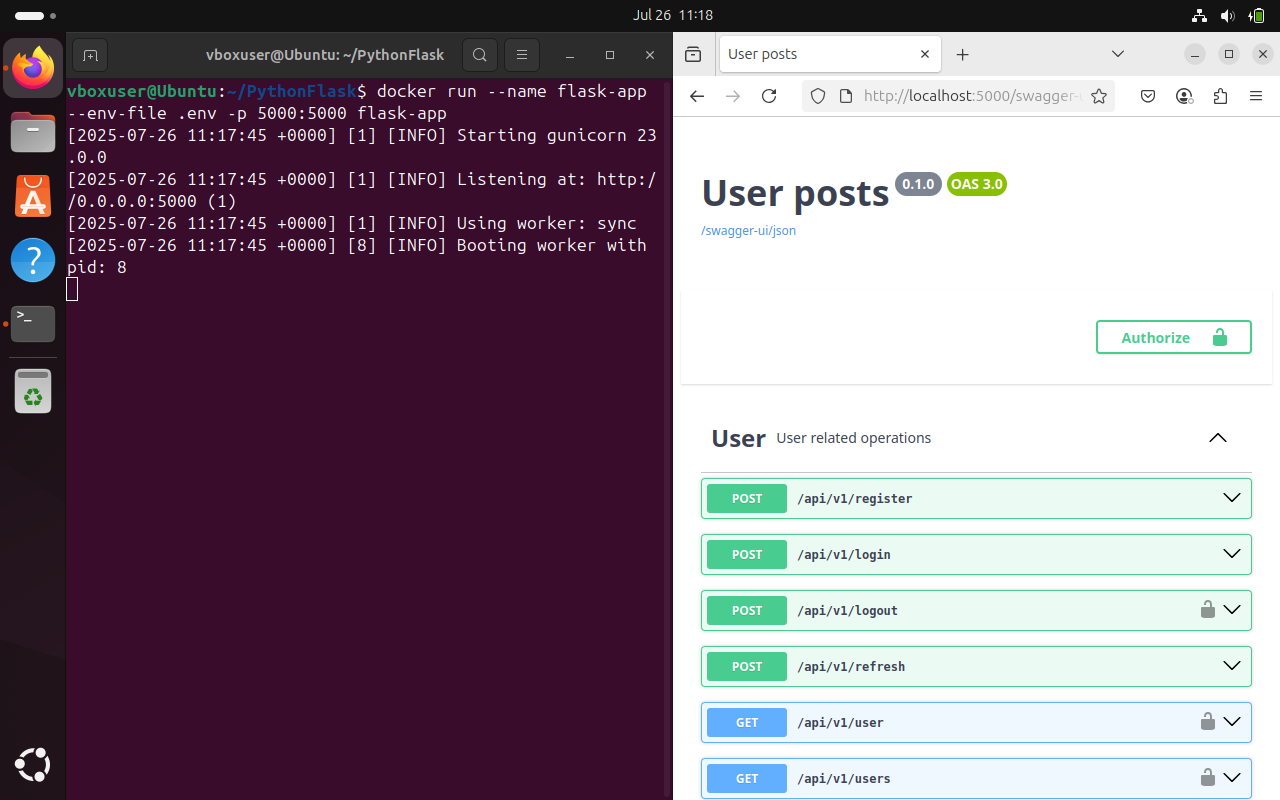 Jul 26 11:18
vboxuser@Ubuntu: ~/PythonFlask
vboxuser@Ubuntu:~/PythonFlask$ docker run --name flask-app
--env-file .env -p 5000:5000 flask-app
[2025-07-26 11:17:45 +0000] [1] [INFO] Starting gunicorn 23
.0.0
[2025-07-26 11:17:45 +0000] [1] [INFO] Listening at: http:/
/0.0.0.0:5000 (1)
[2025-07-26 11:17:45 +0000] [1] [INFO] Using worker: sync
[2025-07-26 11:17:45 +0000] [8] [INFO] Booting worker with
pid: 8
User posts
http://localhost:5000/swagger-u
User posts 0.1.0 OAS 3.0
/swagger-ui/json
Authorize
User User related operations
POST /api/v1/register
POST /api/v1/login
POST /api/v1/logout
POST /api/v1/refresh
GET /api/v1/user
GET /api/v1/users